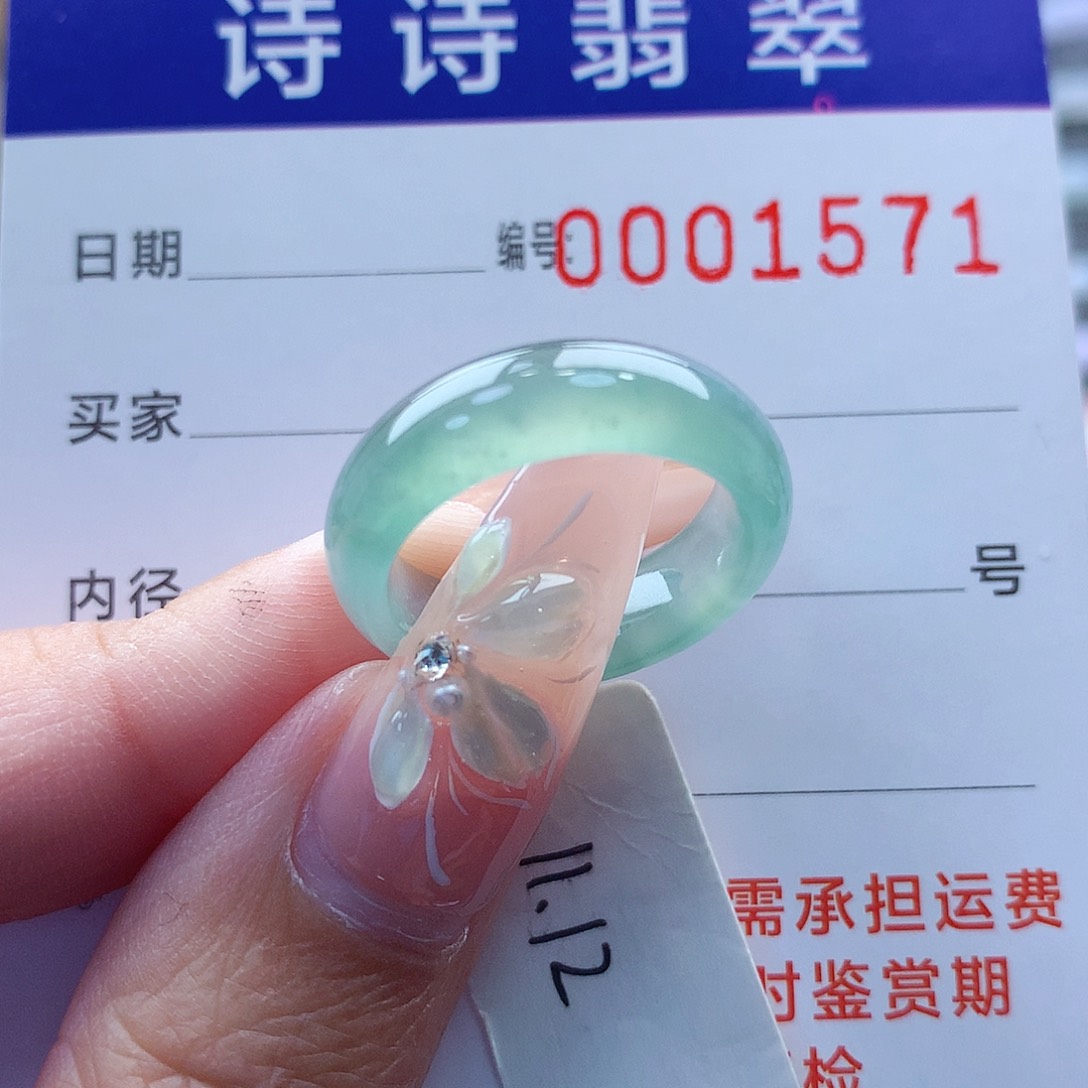 诗诗翡翠
日期 编号:0001571
买家
内径 号
11.12
需承担运费
时鉴赏期
检